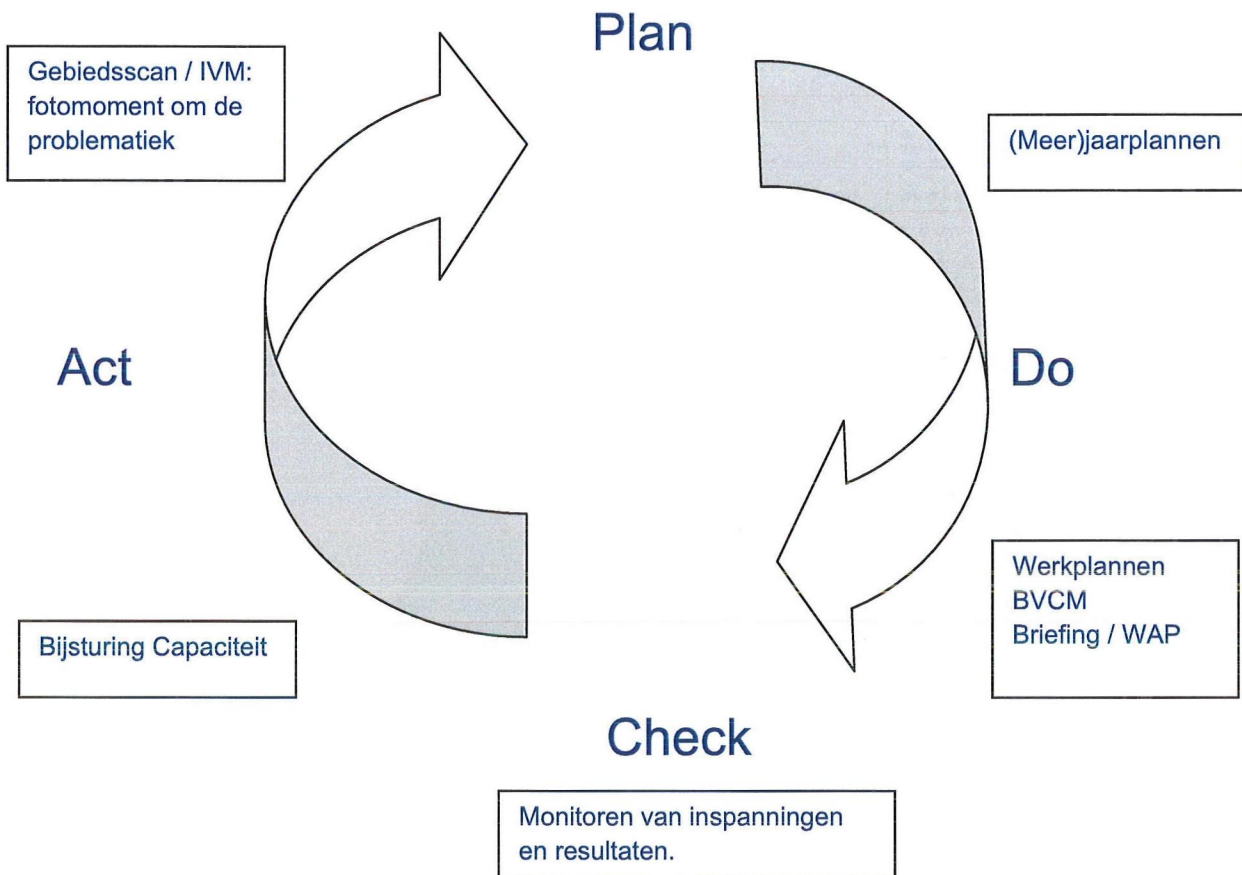 Plan
Gebiedsscan / IVM:
fotomoment om de
problematiek
(Meer)jaarplannen
Act
Do
Werkplannen
BVCM
Briefing / WAP
Bijsturing Capaciteit
Check
Monitoren van inspanningen
en resultaten.